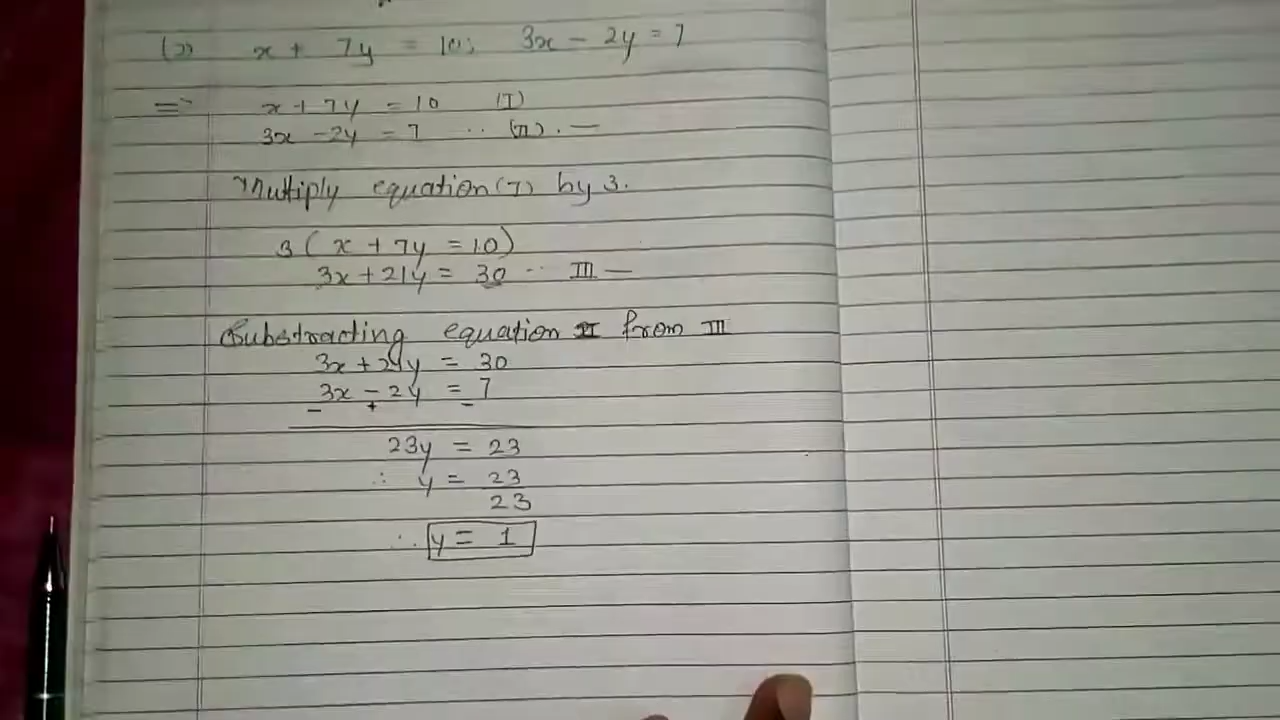 (2) x + 7y = 10; 3x - 2y = 7
=> x + 7y = 10 (I)
3x - 2y = 7 .. (II). —
Multiply equation (I) by 3.
3 ( x + 7y = 10)
3x + 21y = 30 .. III —
Substracting equation II from III
3x + 21y = 30
3x - 2y = 7
- + -
23y = 23
∴ y = 23
23
∴ y = 1